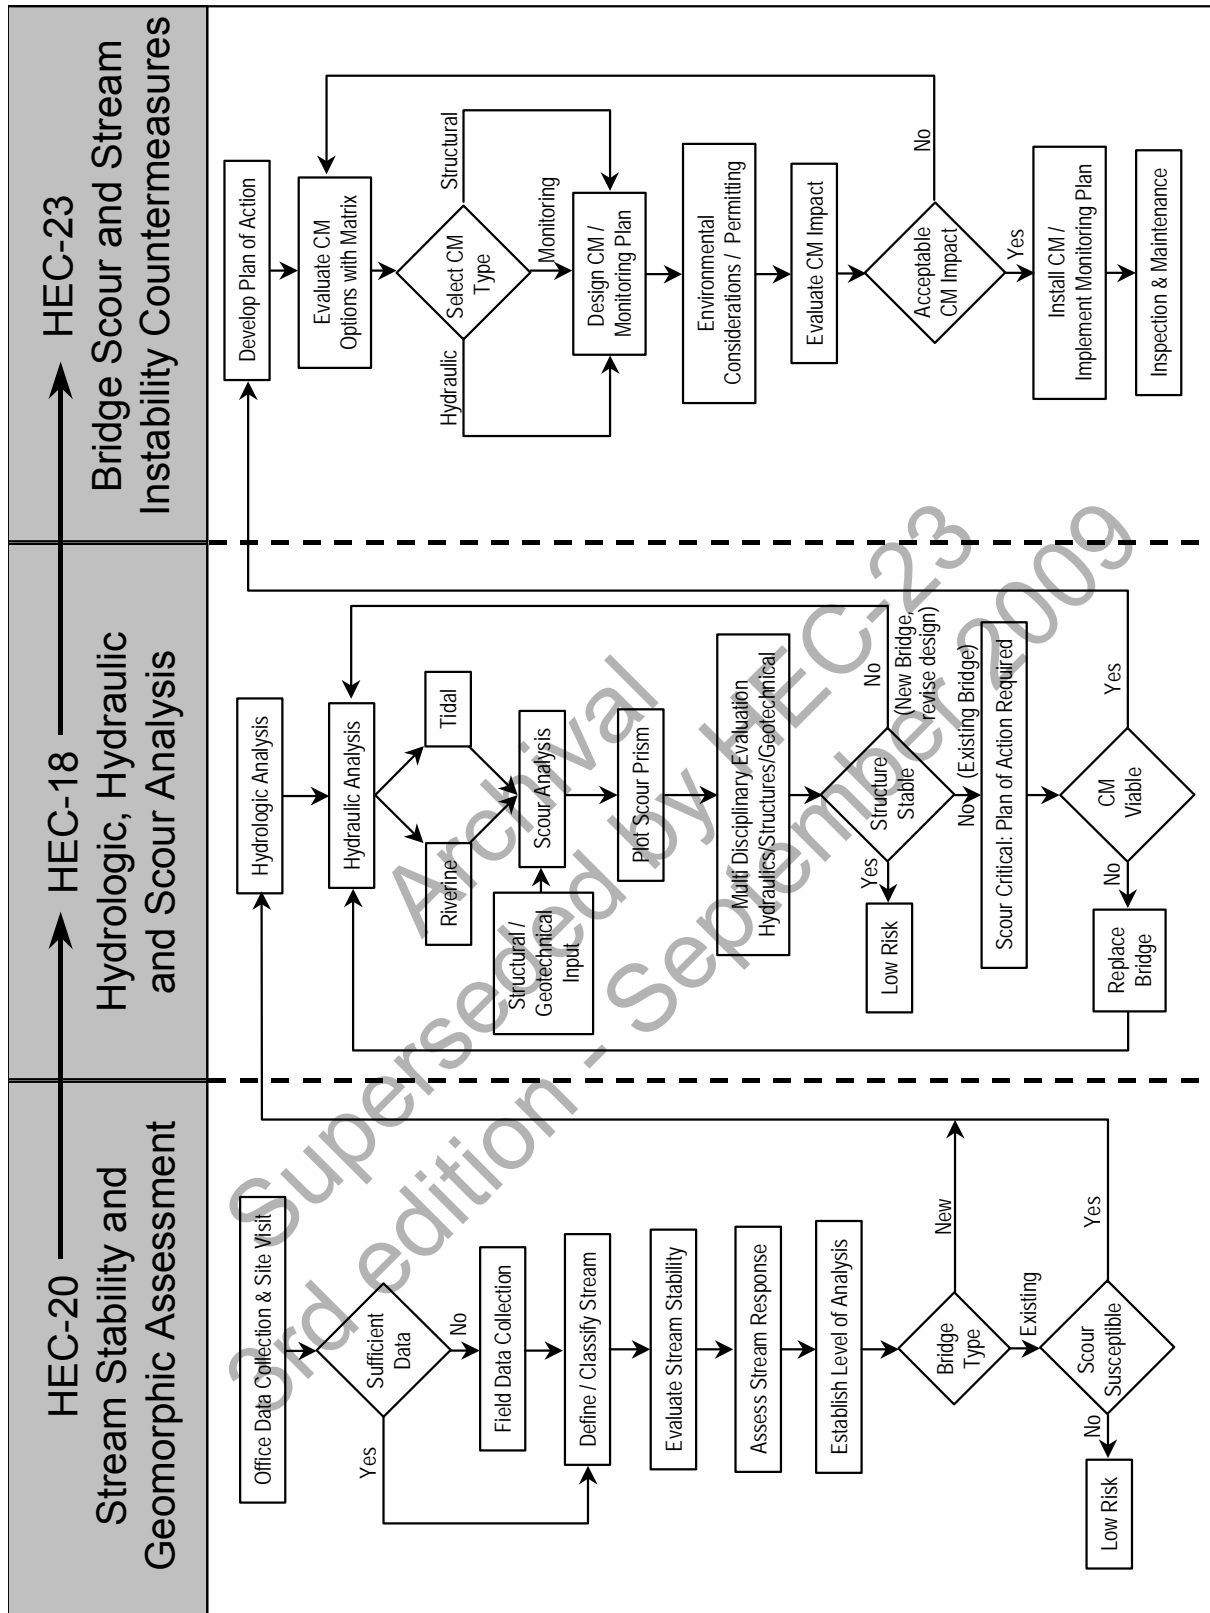 HEC-20
HEC-18
HEC-23
Stream Stability and
Geomorphic Assessment
Hydrologic, Hydraulic
and Scour Analysis
Bridge Scour and Stream
Instability Countermeasures
Office Data Collection & Site Visit
Sufficient
Data
Yes
No
Field Data Collection
Define / Classify Stream
Evaluate Stream Stability
Assess Stream Response
Establish Level of Analysis
Bridge
Type
New
Existing
Scour
Susceptible
No
Yes
Low Risk
Hydrologic Analysis
Hydraulic Analysis
Riverine
Tidal
Structural /
Geotechnical
Input
Scour Analysis
Plot Scour Prism
Multi Disciplinary Evaluation
Hydraulics/Structures/Geotechnical
Structure
Stable
Yes
No
(New Bridge,
revise design)
Low Risk
No (Existing Bridge)
Scour Critical: Plan of Action Required
CM
Viable
No
Yes
Replace
Bridge
Develop Plan of Action
Evaluate CM
Options with Matrix
Select CM
Type
Hydraulic
Structural
Monitoring
Design CM /
Monitoring Plan
Environmental
Considerations / Permitting
Evaluate CM Impact
Acceptable
CM Impact
No
Yes
Install CM /
Implement Monitoring Plan
Inspection & Maintenance
Archival
Superseded by HEC-23
3rd edition - September 2009